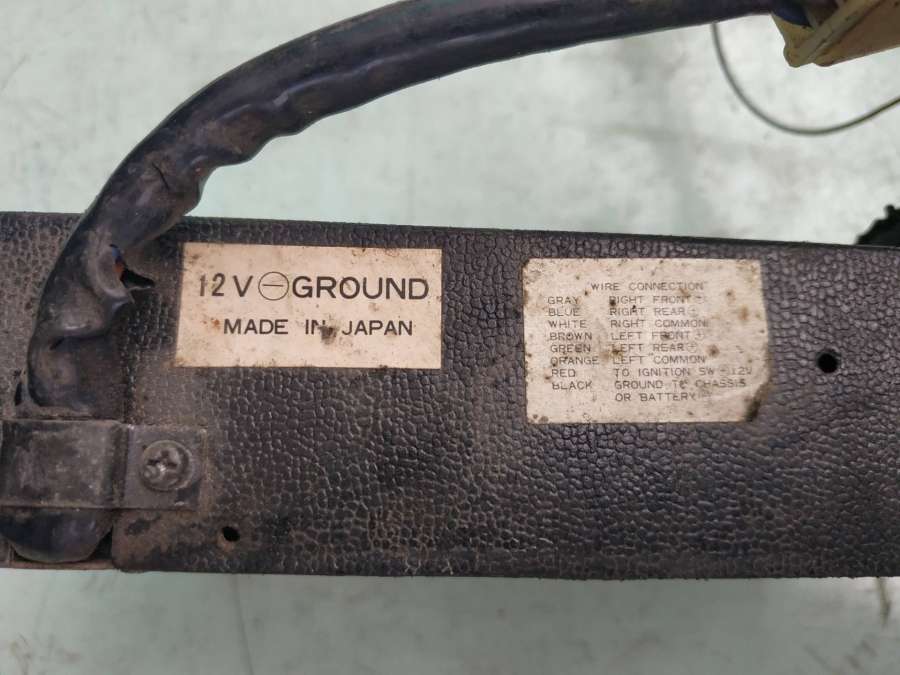 12V⊖GROUND
MADE IN JAPAN
WIRE CONNECTION
GRAY RIGHT FRONT ⊕
BLUE RIGHT REAR ⊕
WHITE RIGHT COMMON
BROWN LEFT FRONT ⊕
GREEN LEFT REAR ⊕
ORANGE LEFT COMMON
RED TO IGNITION SW - 12V
BLACK GROUND TO CHASSIS
OR BATTERY